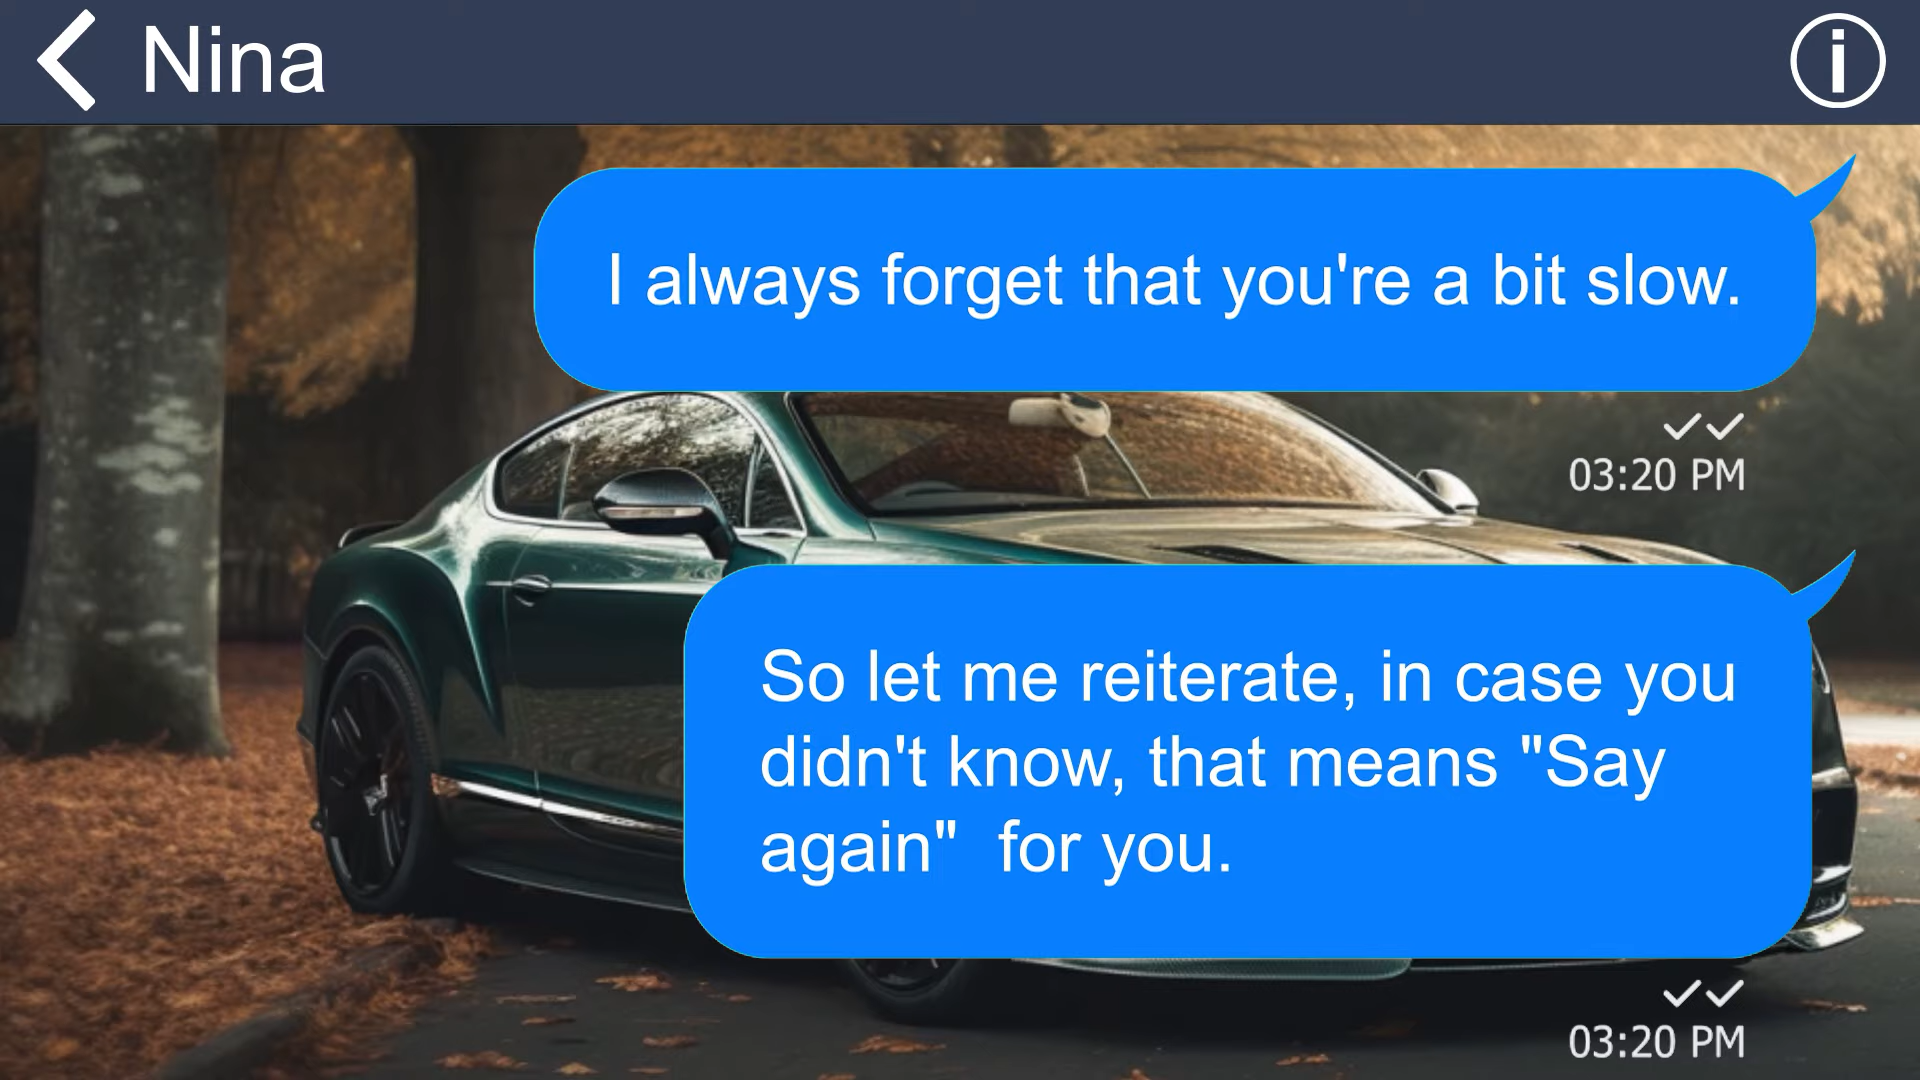 Nina
I always forget that you're a bit slow.
03:20 PM
So let me reiterate, in case you
didn't know, that means "Say
again"  for you.
03:20 PM